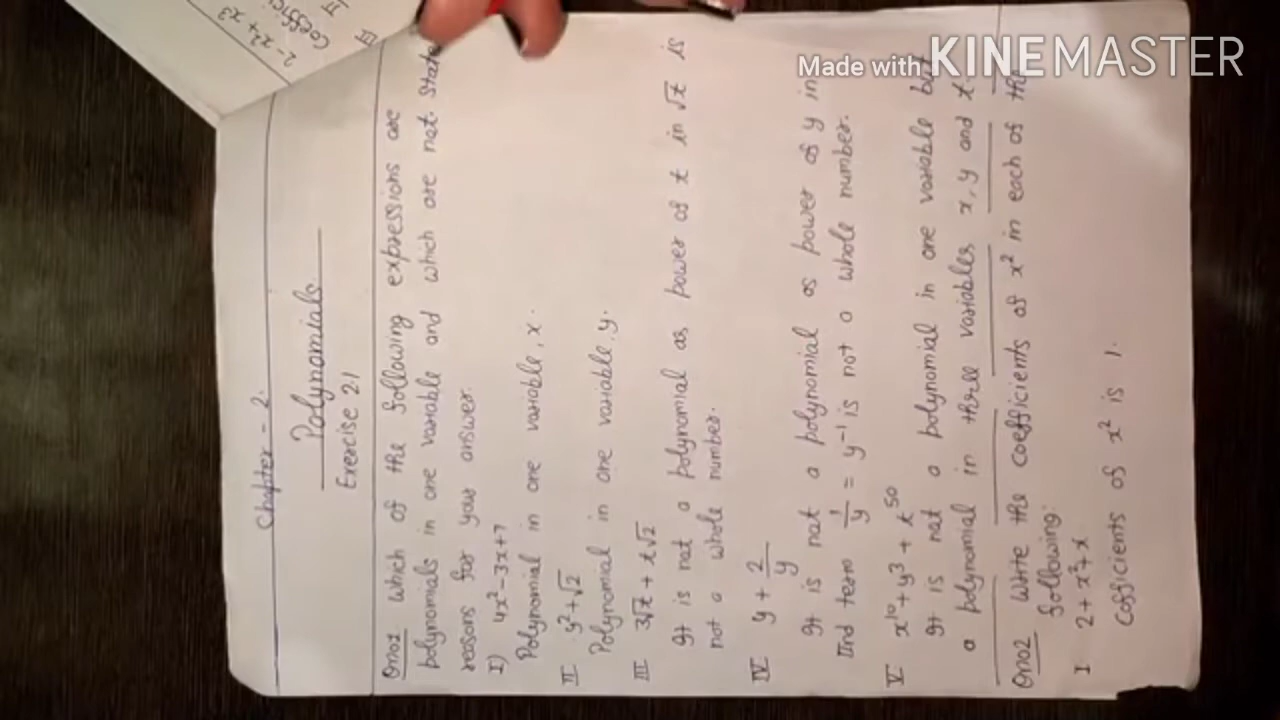 Chapter - 2.
Polynomials
Exercise 2.1
Qno1 Which of the following expressions are
polynomials in one variable and which are not. State
reasons for your answer.
I) 4x² - 3x + 7
Polynomial in one variable, x.
II y² + √2
Polynomial in one variable, y.
III 3√t + t√2
It is not a polynomial as power of t in √t is
not a whole number.
IV y + 2/y
It is not a polynomial as power of y in
IInd term 1/y = y⁻¹ is not a whole number.
V x¹⁰ + y³ + t⁵⁰
It is not a polynomial in one variable but
a polynomial in three variables x, y and t.
Qno2 Write the coefficients of x² in each of the
following:
I 2 + x² + x
Cofficients of x² is 1.
III
2 - x² + x³
Made with KINEMASTER